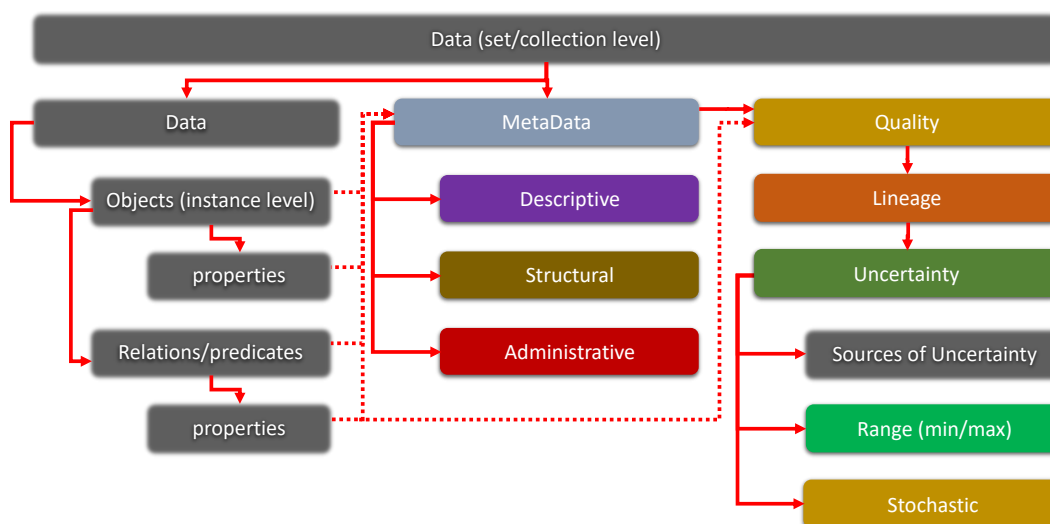 Data (set/collection level)
Data
MetaData
Quality
Objects (instance level)
Descriptive
Lineage
properties
Structural
Uncertainty
Relations/predicates
Administrative
Sources of Uncertainty
properties
Range (min/max)
Stochastic